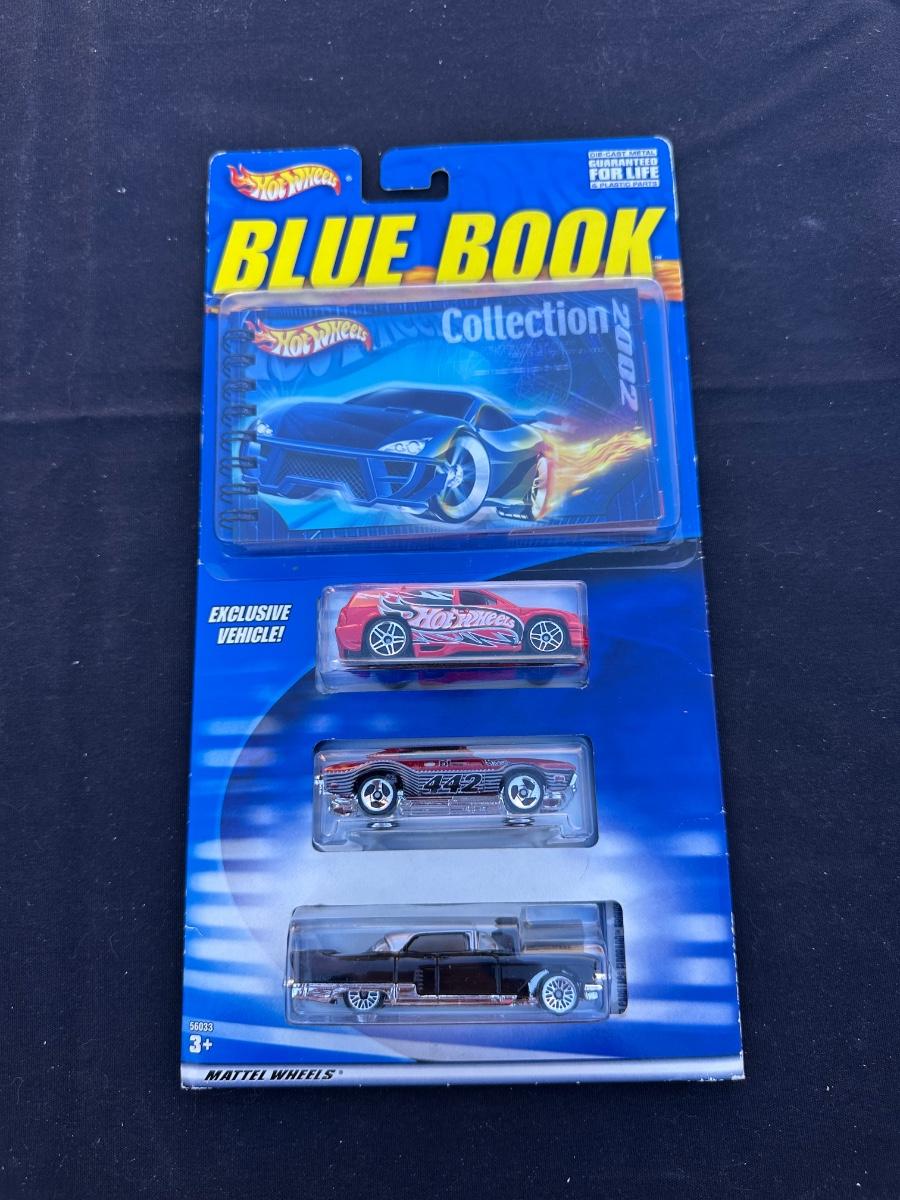 Hot Wheels ®
DIE-CAST METAL
GUARANTEED
FOR LIFE
& PLASTIC PARTS
BLUE BOOK™
Hot Wheels
Collection
2002
EXCLUSIVE
VEHICLE!
Hot Wheels
442
56033
3+
MATTEL WHEELS®